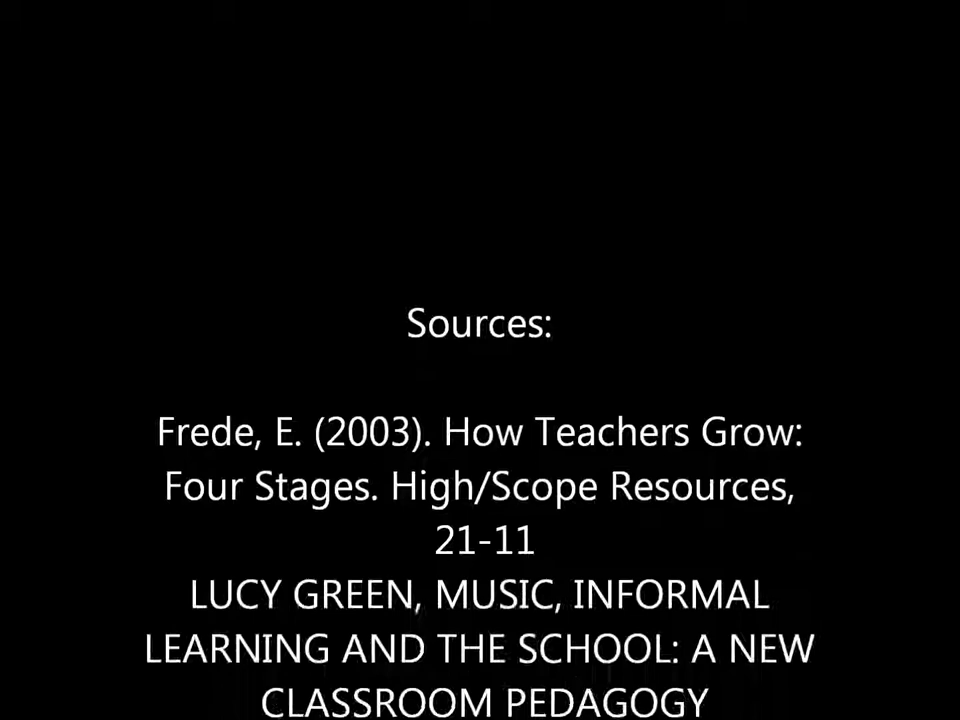 Sources:
Frede, E. (2003). How Teachers Grow:
Four Stages. High/Scope Resources,
21-11
LUCY GREEN, MUSIC, INFORMAL
LEARNING AND THE SCHOOL: A NEW
CLASSROOM PEDAGOGY